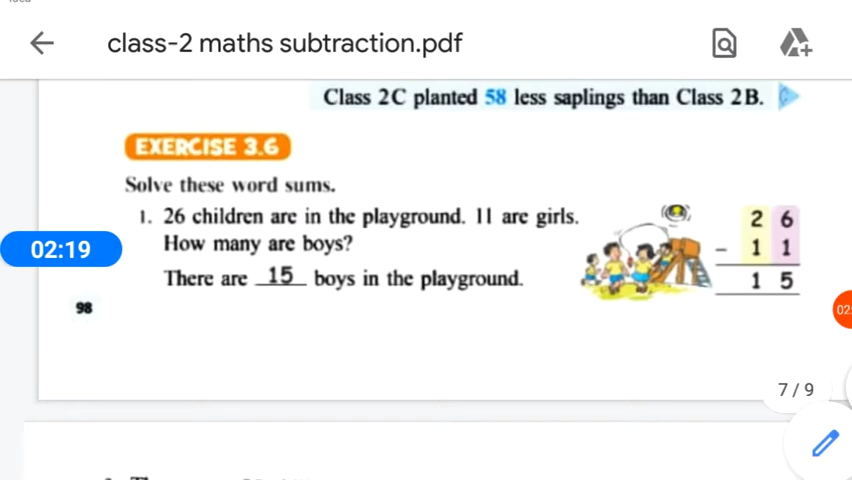 class-2 maths subtraction.pdf
Class 2C planted 58 less saplings than Class 2B.
EXERCISE 3.6
Solve these word sums.
1. 26 children are in the playground. 11 are girls.
How many are boys?
There are 15 boys in the playground.
2 6
- 1 1
1 5
02:19
98
02:
7 / 9